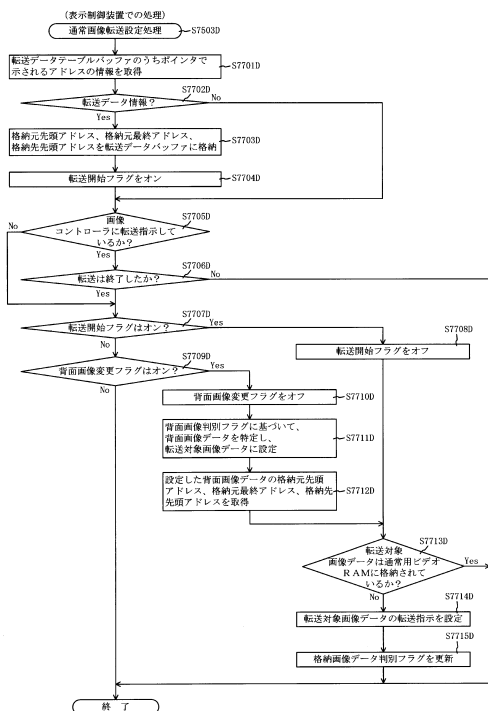 (表示制御装置での処理)
通常画像転送設定処理
S7503D
転送データテーブルバッファのうちポインタで
示されるアドレスの情報を取得
S7701D
S7702D
転送データ情報?
No
Yes
格納元先頭アドレス、格納元最終アドレス、
格納先先頭アドレスを転送データバッファに格納
S7703D
転送開始フラグをオン
S7704D
S7705D
画像
コントローラに転送指示して
いるか?
No
Yes
S7706D
転送は終了したか?
No
Yes
S7707D
転送開始フラグはオン?
Yes
No
S7708D
転送開始フラグをオフ
S7709D
背面画像変更フラグはオン?
Yes
No
背面画像変更フラグをオフ
S7710D
背面画像判別フラグに基づいて、
背面画像データを特定し、
転送対象画像データに設定
S7711D
設定した背面画像データの格納元先頭
アドレス、格納元最終アドレス、格納先
先頭アドレスを取得
S7712D
S7713D
転送対象
画像データは通常用ビデオ
RAMに格納されて
いるか?
Yes
No
S7714D
転送対象画像データの転送指示を設定
S7715D
格納画像データ判別フラグを更新
終 了